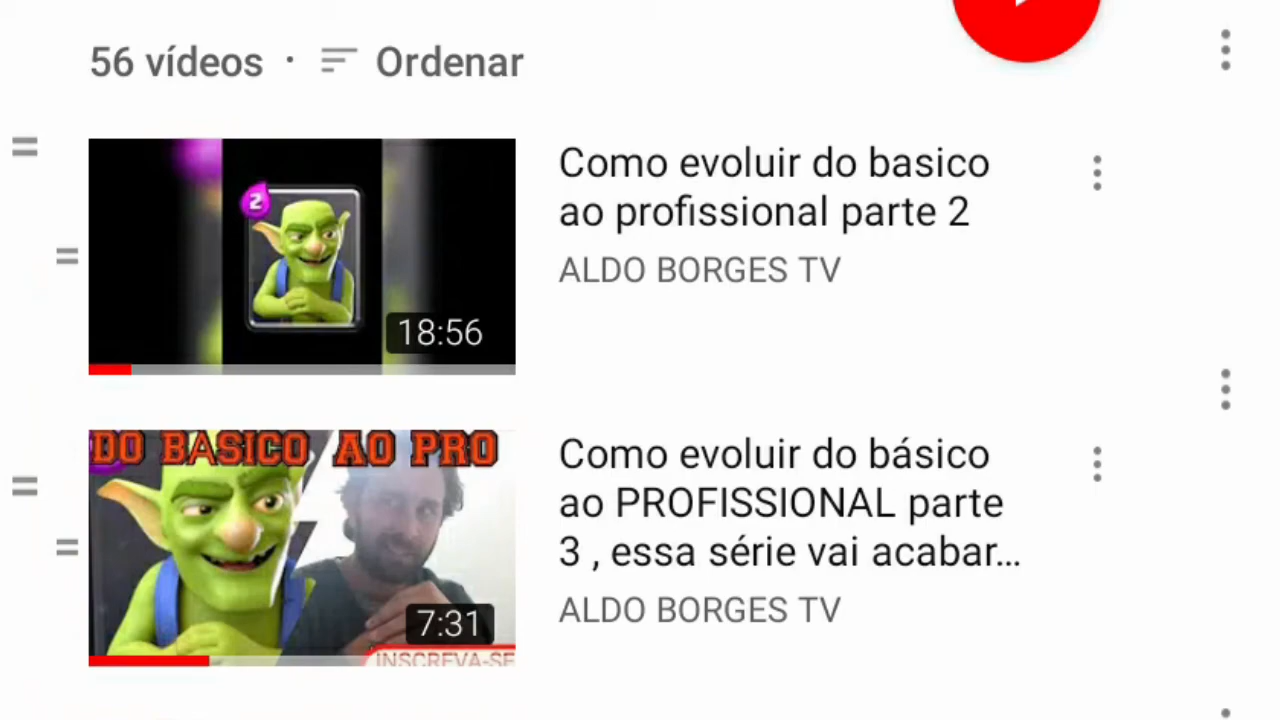 56 vídeos · Ordenar
2
18:56
Como evoluir do basico
ao profissional parte 2
ALDO BORGES TV
DO BASICO AO PRO
7:31
INSCREVA-SE
Como evoluir do básico
ao PROFISSIONAL parte
3 , essa série vai acabar...
ALDO BORGES TV